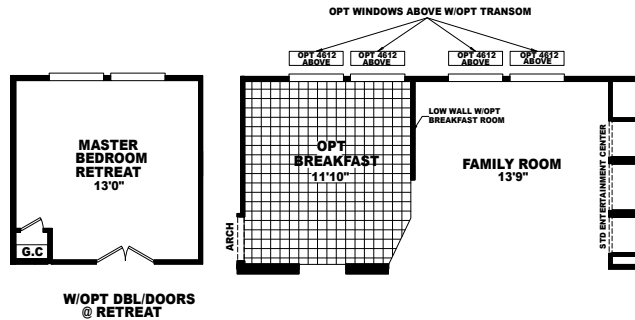 OPT WINDOWS ABOVE W/OPT TRANSOM
OPT 4612
ABOVE
OPT 4612
ABOVE
OPT 4612
ABOVE
OPT 4612
ABOVE
MASTER
BEDROOM
RETREAT
13'0"
G.C
W/OPT DBL/DOORS
@ RETREAT
OPT
BREAKFAST
11'10"
ARCH
LOW WALL W/OPT
BREAKFAST ROOM
FAMILY ROOM
13'9"
STD ENTERTAINMENT CENTER